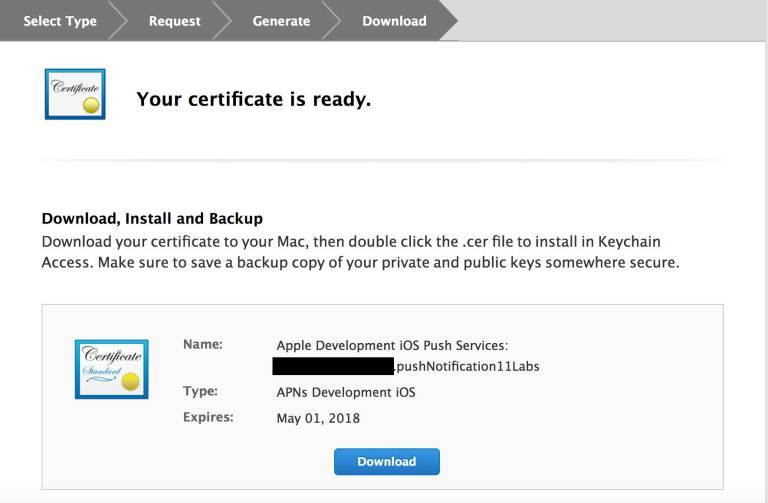 Select Type Request Generate Download
Certificate
Your certificate is ready.
Download, Install and Backup
Download your certificate to your Mac, then double click the .cer file to install in Keychain
Access. Make sure to save a backup copy of your private and public keys somewhere secure.
Certificate
Standard
Name: Apple Development iOS Push Services:
.pushNotification11Labs
Type: APNs Development iOS
Expires: May 01, 2018
Download